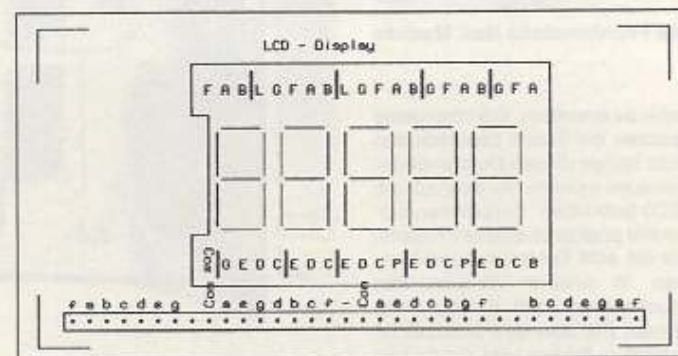 LCD - Display
F A B|L G F A B|L G F A B|G F A B|G F A
Com|G E D C|E D C|E D C P|E D C P|E D C B
f a b c d e g Com a e g d b c f - Com a e d c b g f b c d e g a f